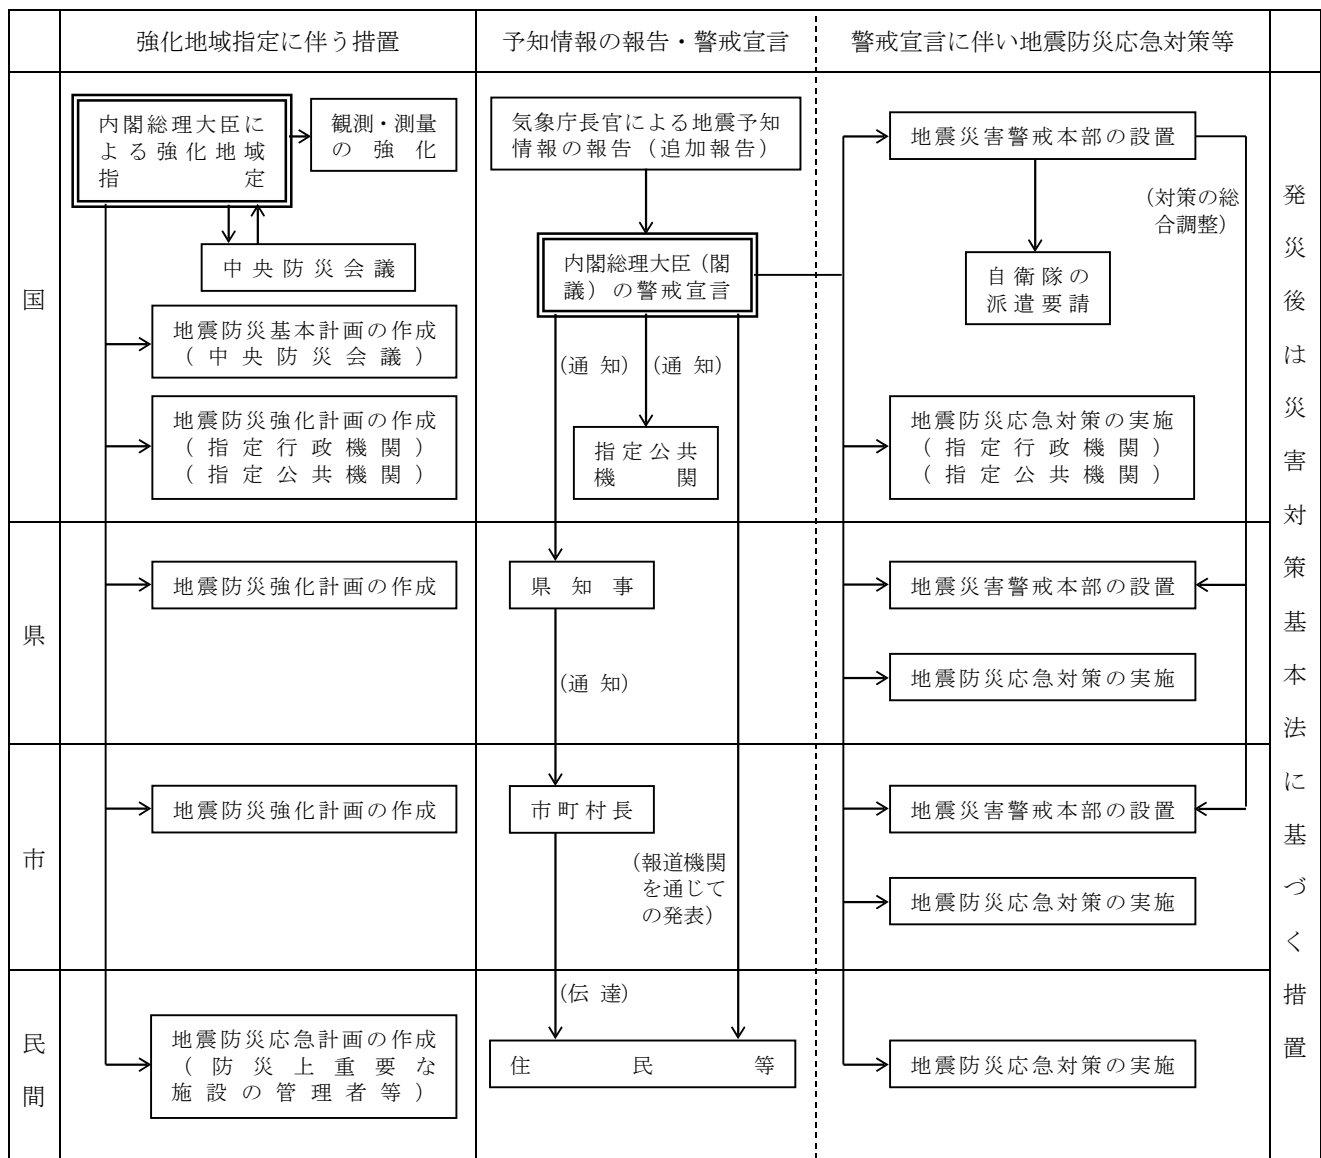 強化地域指定に伴う措置
予知情報の報告・警戒宣言
警戒宣言に伴い地震防災応急対策等
国
内閣総理大臣に
よる強化地域
指定
観測・測量
の強化
中央防災会議
地震防災基本計画の作成
（中央防災会議）
地震防災強化計画の作成
（指定行政機関）
（指定公共機関）
気象庁長官による地震予知
情報の報告（追加報告）
内閣総理大臣（閣
議）の警戒宣言
（通知）
（通知）
指定公共
機関
地震災害警戒本部の設置
（対策の総
合調整）
自衛隊の
派遣要請
地震防災応急対策の実施
（指定行政機関）
（指定公共機関）
県
地震防災強化計画の作成
県知事
（通知）
地震災害警戒本部の設置
地震防災応急対策の実施
市
地震防災強化計画の作成
市町村長
（報道機関
を通じて
の発表）
地震災害警戒本部の設置
地震防災応急対策の実施
民間
地震防災応急計画の作成
（防災上重要な
施設の管理者等）
（伝達）
住民等
地震防災応急対策の実施
発災後は災害対策基本法に基づく措置